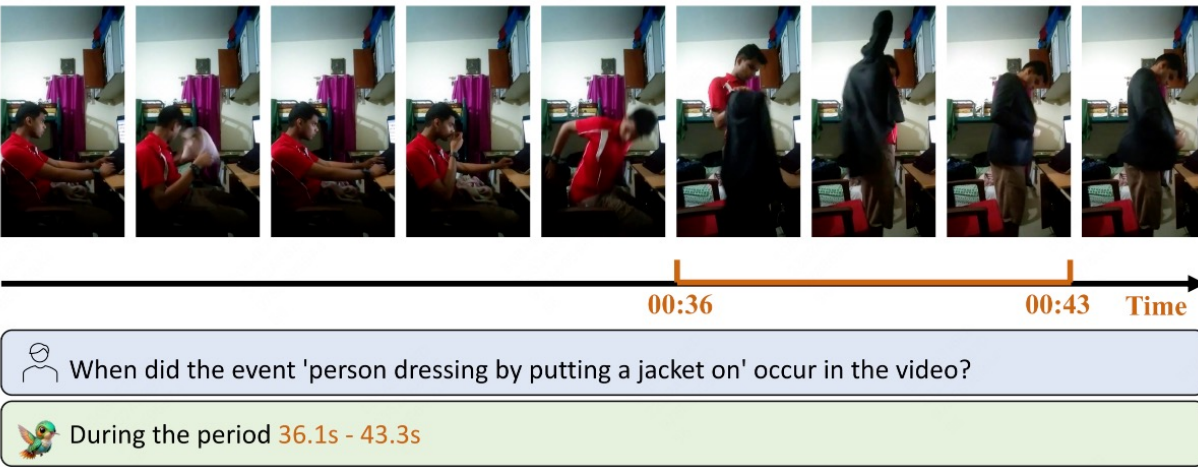 00:36
00:43
Time
When did the event 'person dressing by putting a jacket on' occur in the video?
During the period 36.1s - 43.3s